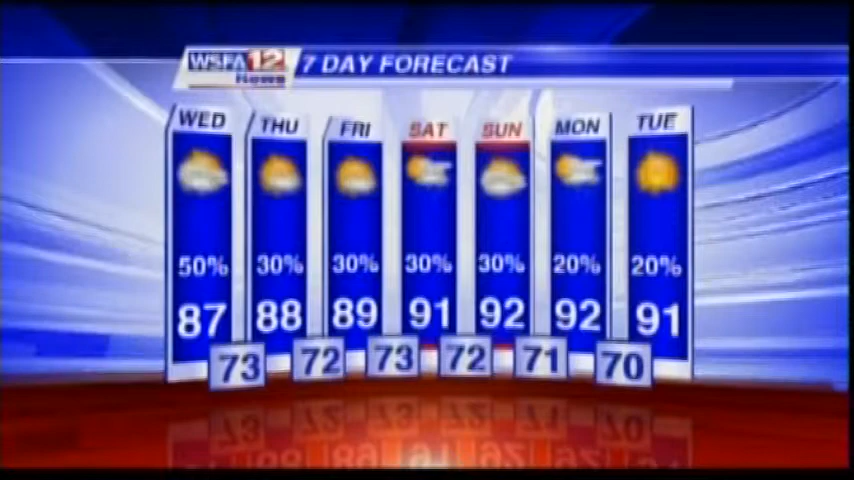 WSFA 12
News
7 DAY FORECAST
WED THU FRI SAT SUN MON TUE
50% 30% 30% 30% 30% 20% 20%
87 88 89 91 92 92 91
73 72 73 72 71 70